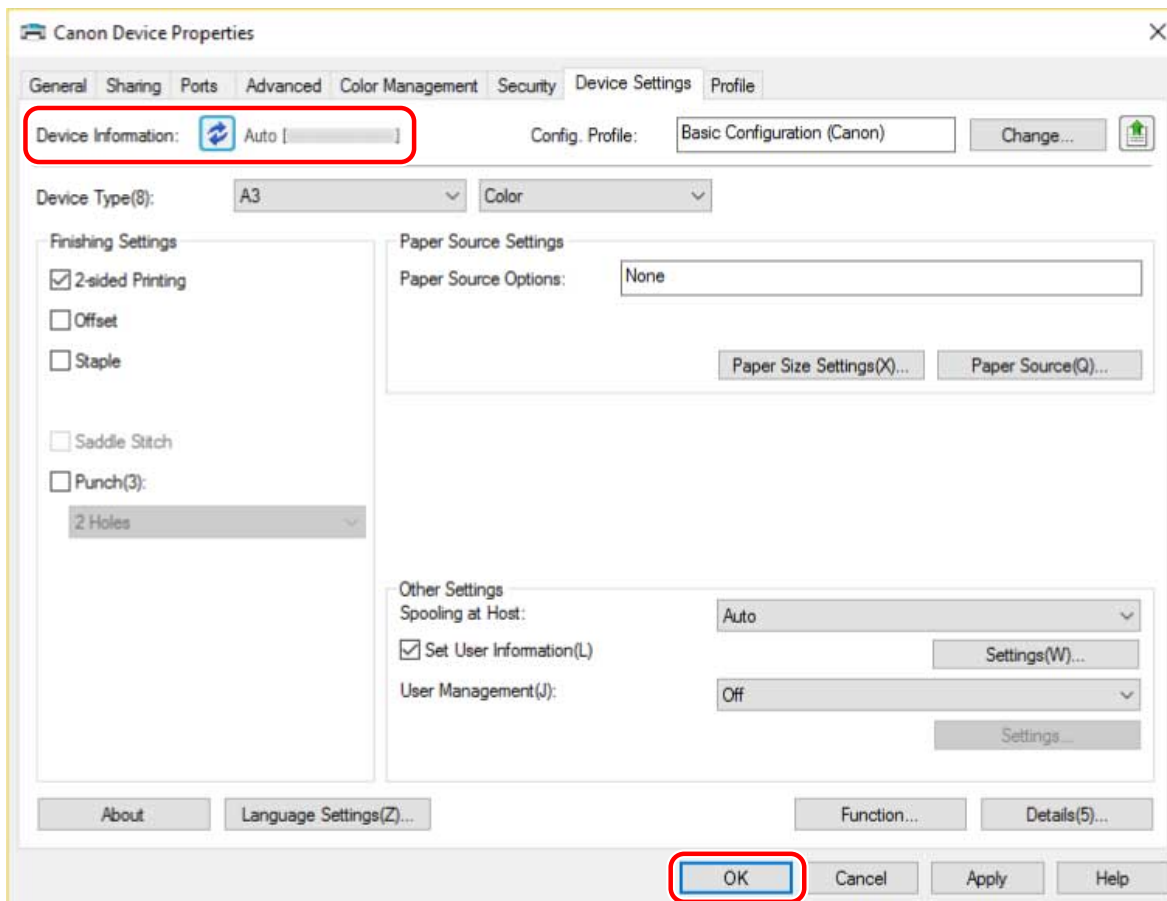 Canon Device Properties
General Sharing Ports Advanced Color Management Security Device Settings Profile
Device Information: Auto [ ] Config. Profile: Basic Configuration (Canon) Change...
Device Type(8): A3 Color
Finishing Settings
2-sided Printing
Offset
Staple
Saddle Stitch
Punch(3):
2 Holes
Paper Source Settings
Paper Source Options: None
Paper Size Settings(X)... Paper Source(Q)...
Other Settings
Spooling at Host: Auto
Set User Information(L) Settings(W)...
User Management(J): Off
Settings...
About Language Settings(Z)... Function... Details(5)...
OK Cancel Apply Help